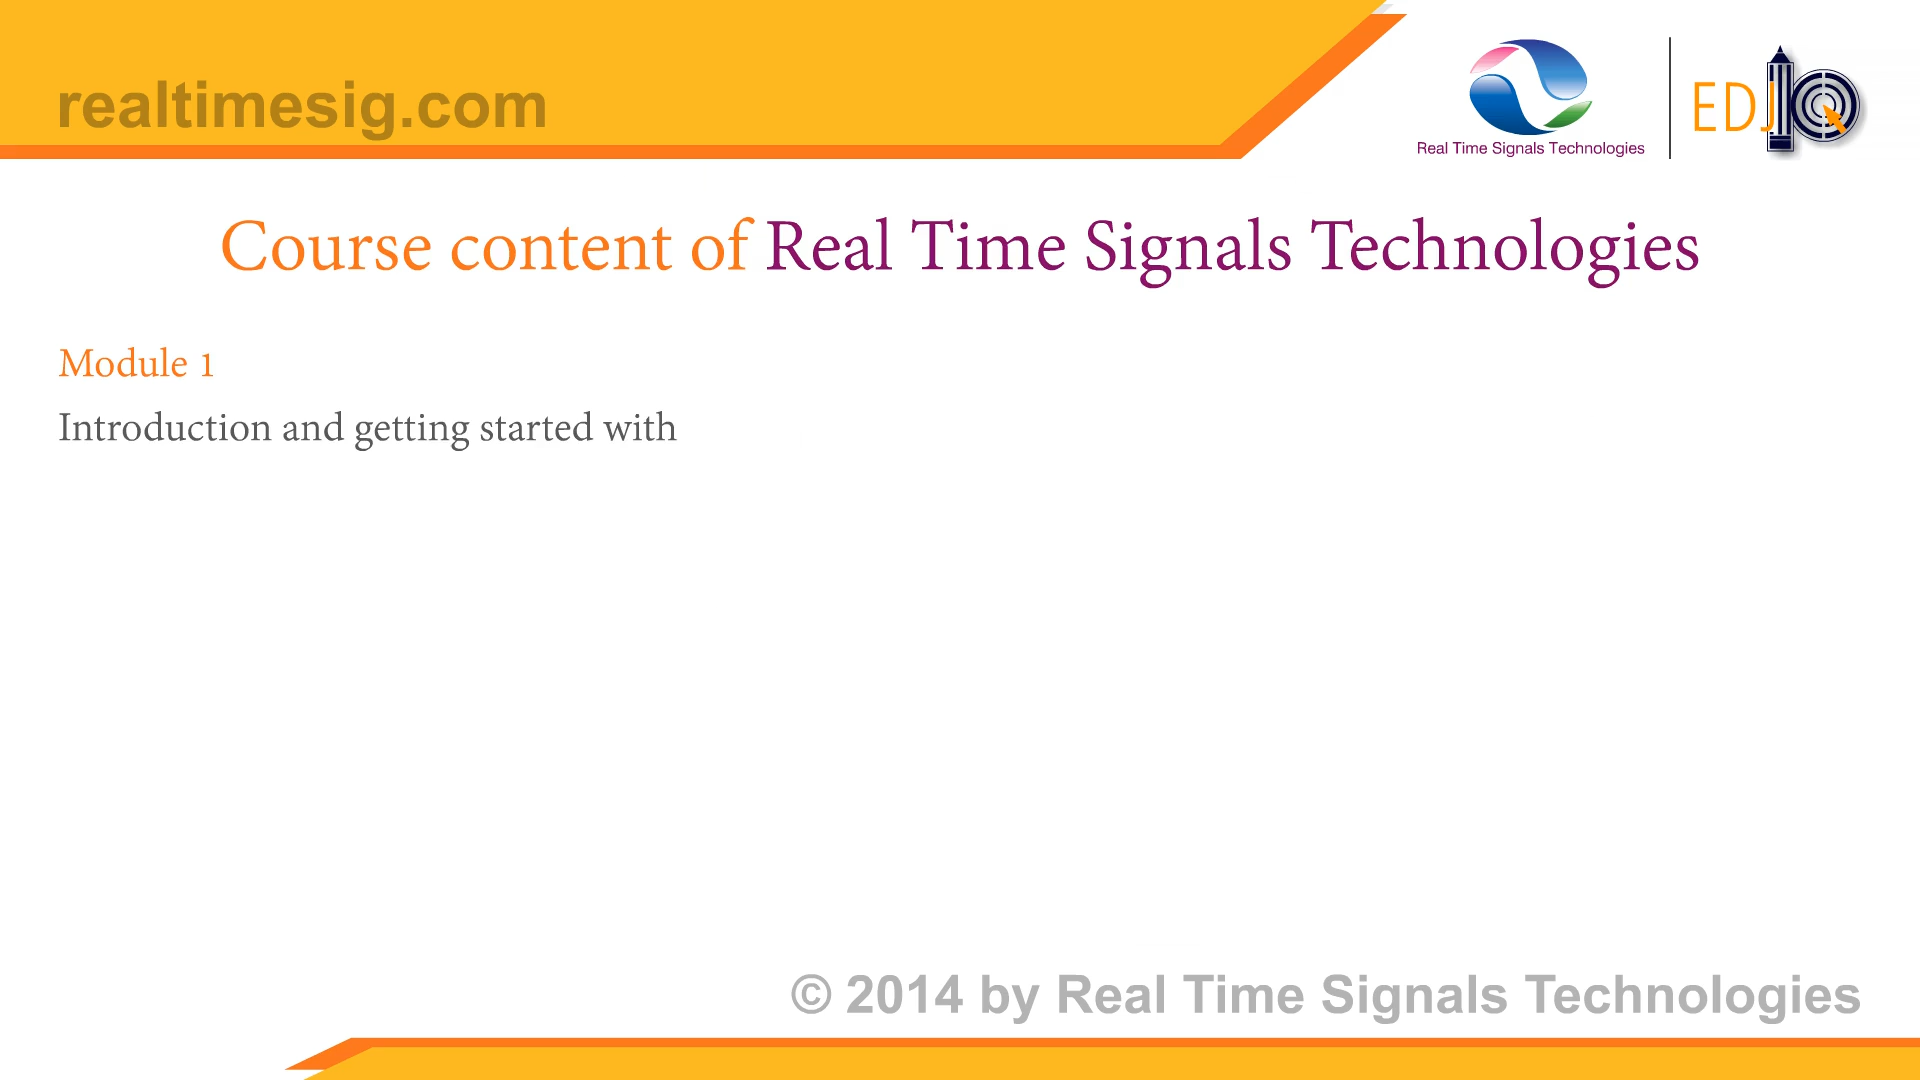 realtimesig.com
Real Time Signals Technologies
EDJ
Course content of Real Time Signals Technologies
Module 1
Introduction and getting started with
© 2014 by Real Time Signals Technologies